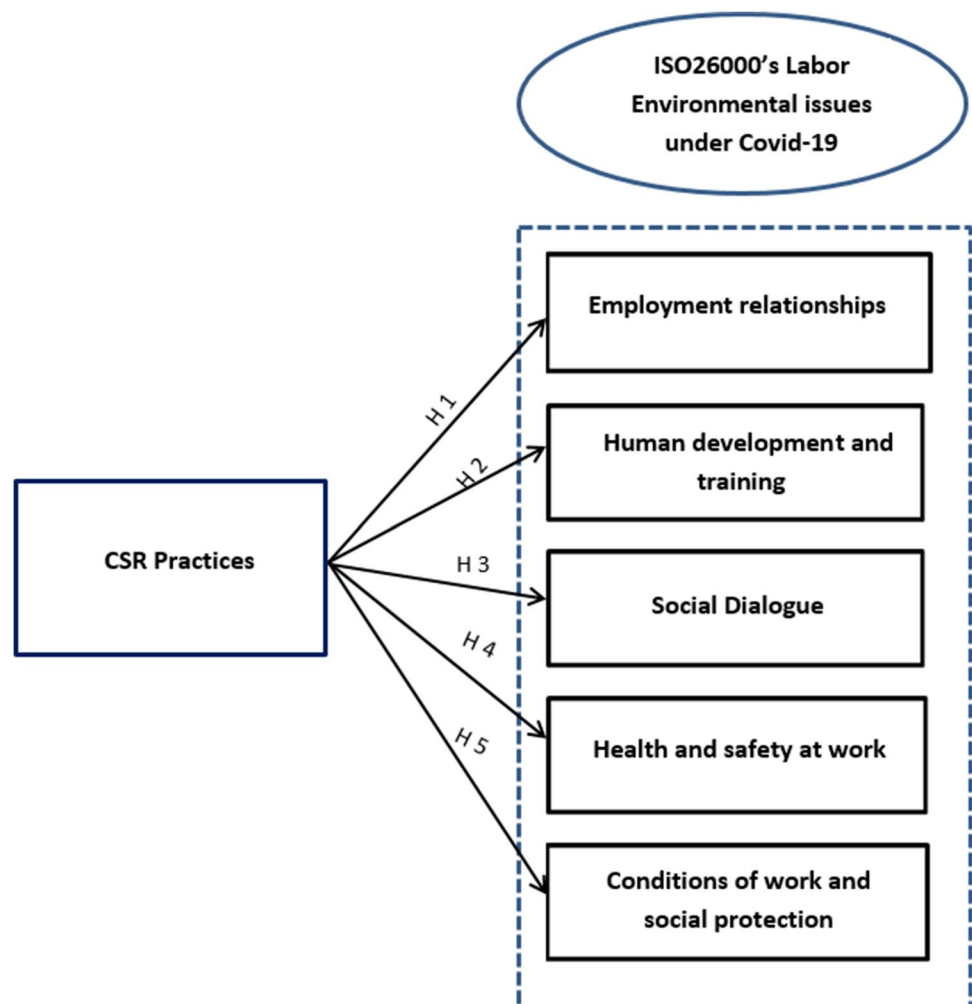 ISO26000's Labor
Environmental issues
under Covid-19
Employment relationships
H 1
Human development and
training
H 2
CSR Practices
H 3
Social Dialogue
H 4
Health and safety at work
H 5
Conditions of work and
social protection